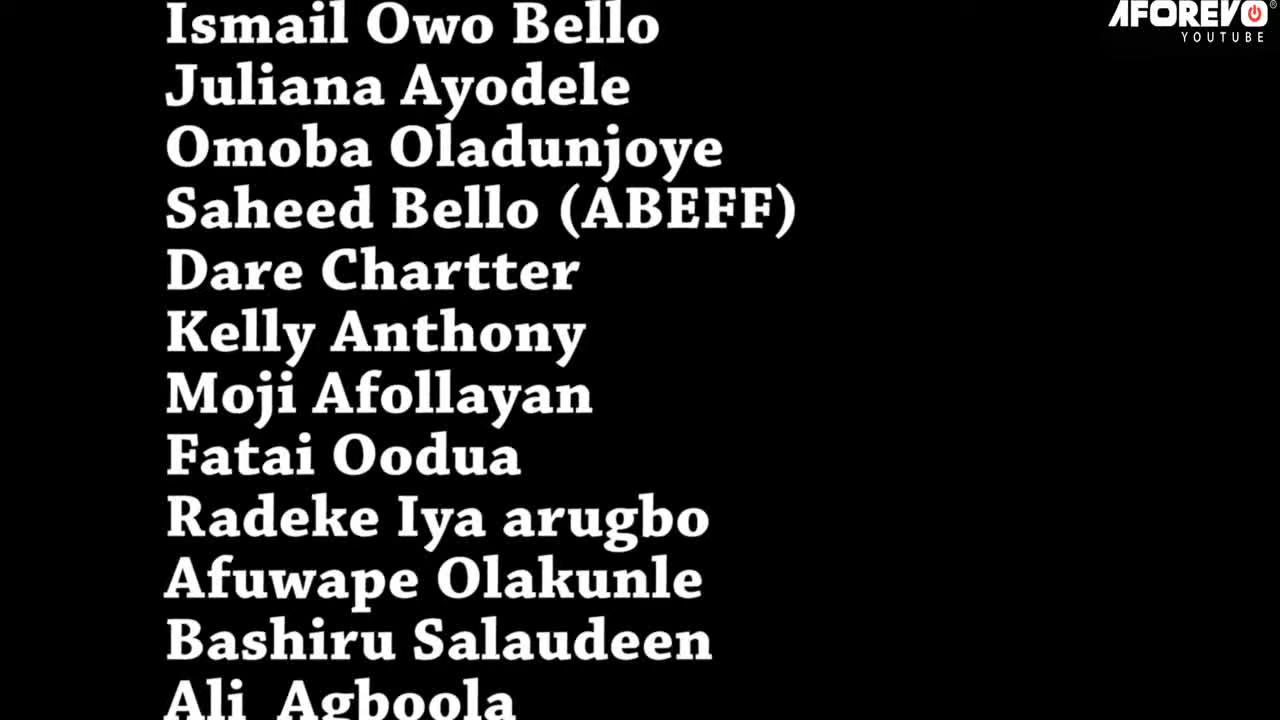 AFOREVO
YOUTUBE
Ismail Owo Bello
Juliana Ayodele
Omoba Oladunjoye
Saheed Bello (ABEFF)
Dare Chartter
Kelly Anthony
Moji Afollayan
Fatai Oodua
Radeke Iya arugbo
Afuwape Olakunle
Bashiru Salaudeen
Ali Agboola